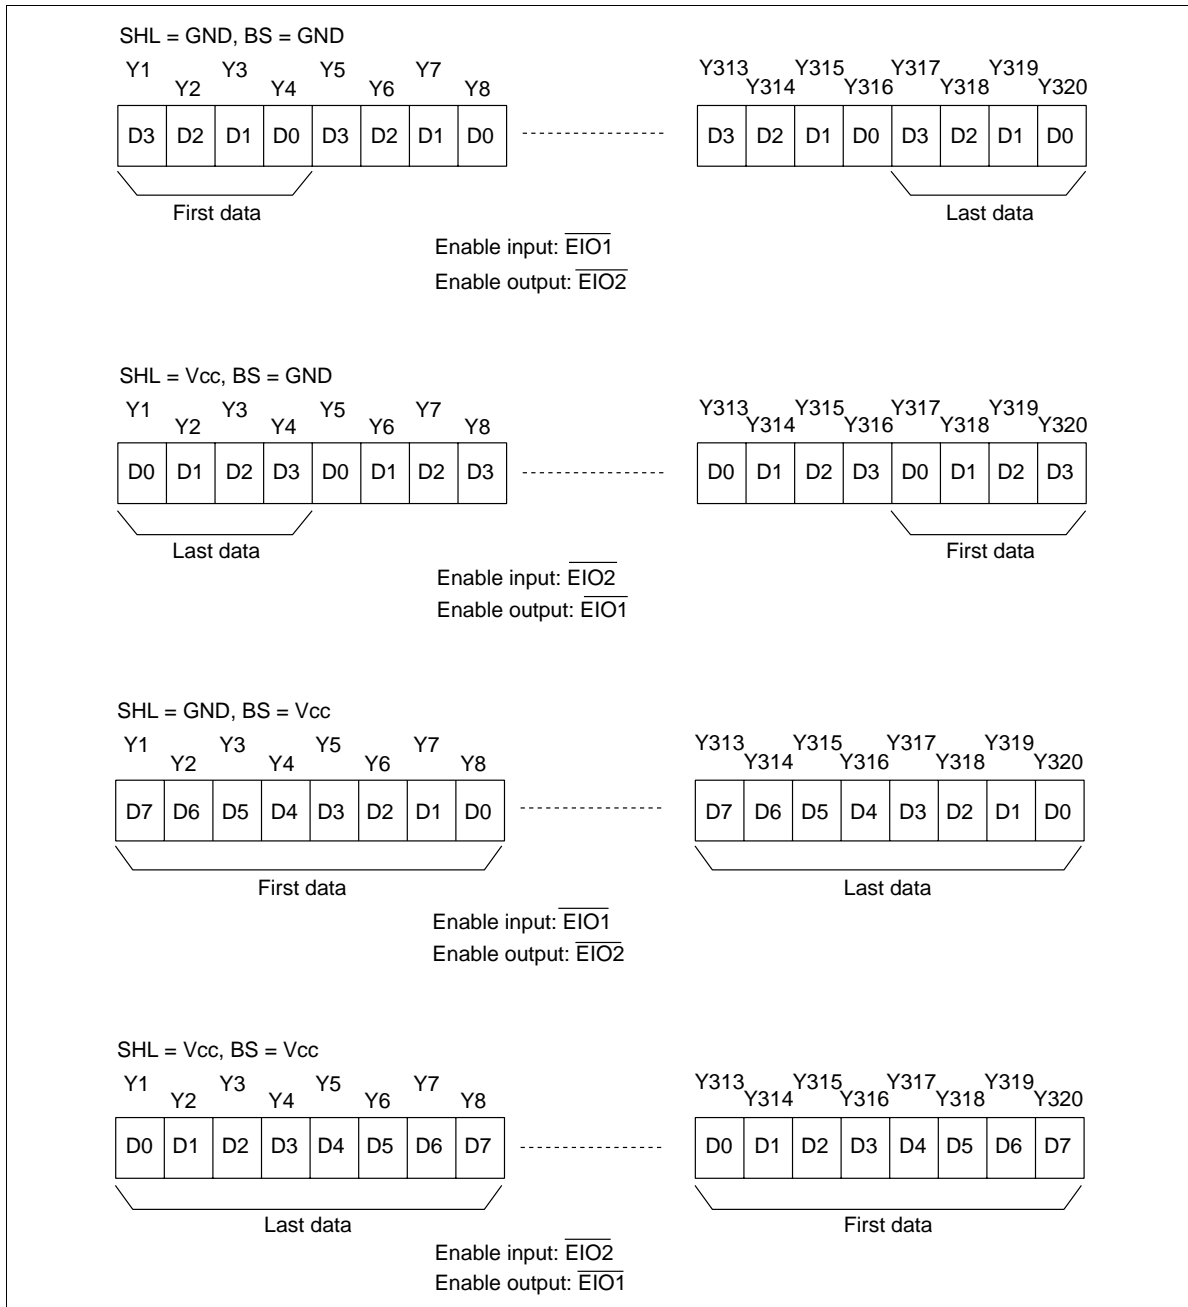 SHL = GND, BS = GND
Y1 Y2 Y3 Y4 Y5 Y6 Y7 Y8 Y313 Y314 Y315 Y316 Y317 Y318 Y319 Y320
D3 D2 D1 D0 D3 D2 D1 D0 D3 D2 D1 D0 D3 D2 D1 D0
First data Last data
Enable input: EIO1
Enable output: EIO2
SHL = Vcc, BS = GND
Y1 Y2 Y3 Y4 Y5 Y6 Y7 Y8 Y313 Y314 Y315 Y316 Y317 Y318 Y319 Y320
D0 D1 D2 D3 D0 D1 D2 D3 D0 D1 D2 D3 D0 D1 D2 D3
Last data First data
Enable input: EIO2
Enable output: EIO1
SHL = GND, BS = Vcc
Y1 Y2 Y3 Y4 Y5 Y6 Y7 Y8 Y313 Y314 Y315 Y316 Y317 Y318 Y319 Y320
D7 D6 D5 D4 D3 D2 D1 D0 D7 D6 D5 D4 D3 D2 D1 D0
First data Last data
Enable input: EIO1
Enable output: EIO2
SHL = Vcc, BS = Vcc
Y1 Y2 Y3 Y4 Y5 Y6 Y7 Y8 Y313 Y314 Y315 Y316 Y317 Y318 Y319 Y320
D0 D1 D2 D3 D4 D5 D6 D7 D0 D1 D2 D3 D4 D5 D6 D7
Last data First data
Enable input: EIO2
Enable output: EIO1